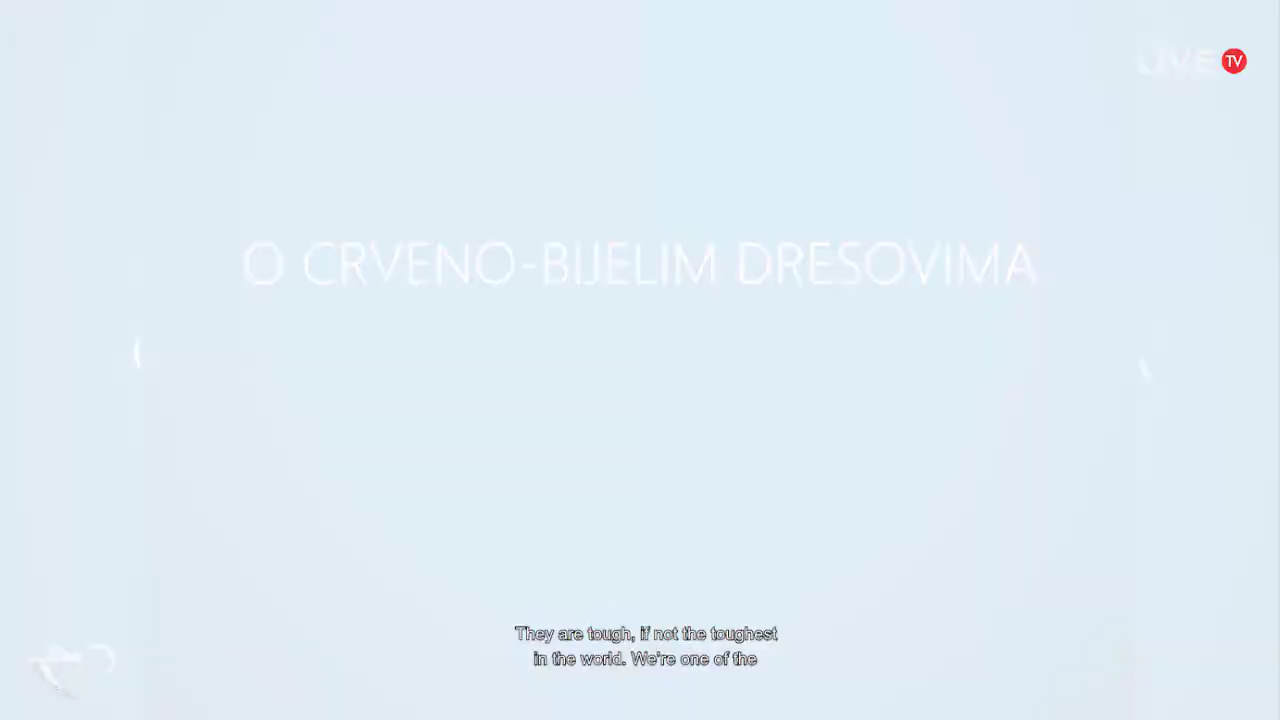 LIVE TV
O CRVENO-BIJELIM DRESOVIMA
They are tough, if not the toughest
in the world. We're one of the